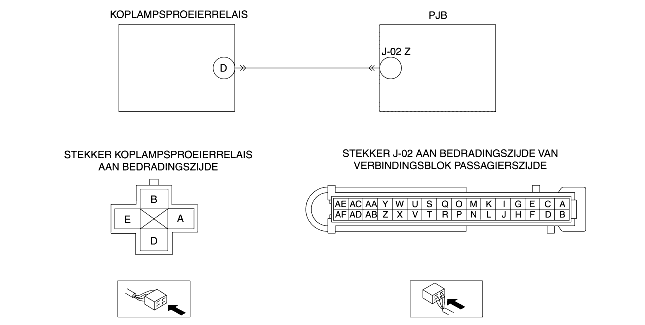 KOPLAMPSPROEIERRELAIS
PJB
J-02 Z
D
STEKKER KOPLAMPSPROEIERRELAIS
AAN BEDRADINGSZIJDE
STEKKER J-02 AAN BEDRADINGSZIJDE VAN
VERBINDINGSBLOK PASSAGIERSZIJDE
B
E A
D
AE AC AA Y W U S Q O M K I G E C A
AF AD AB Z X V T R P N L J H F D B